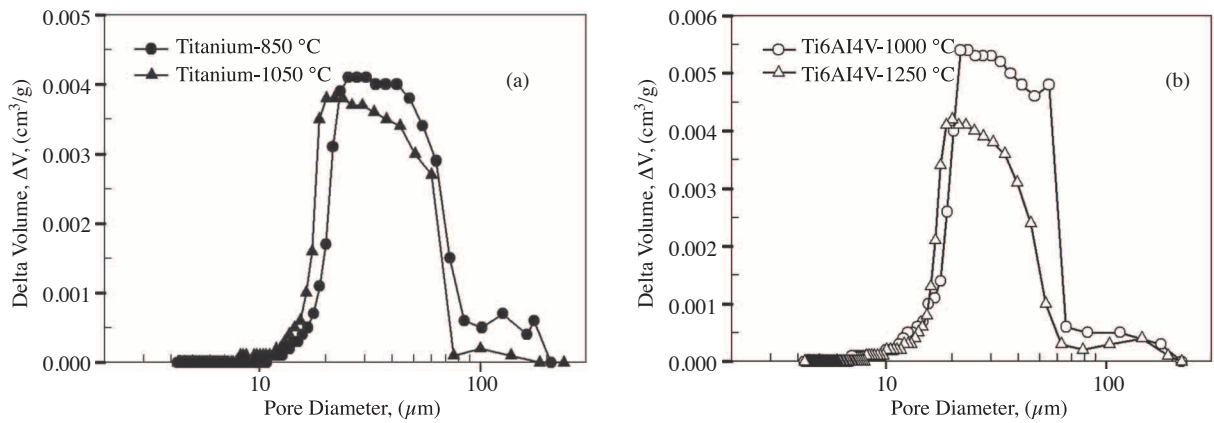 0.005
Titanium-850 °C
Titanium-1050 °C
(a)
0.004
0.003
0.002
0.001
0.000
Delta Volume, ΔV, (cm³/g)
10
100
Pore Diameter, (µm)
0.006
Ti6AI4V-1000 °C
Ti6AI4V-1250 °C
(b)
0.005
0.004
0.003
0.002
0.001
0.000
Delta Volume, ΔV, (cm³/g)
10
100
Pore Diameter, (µm)